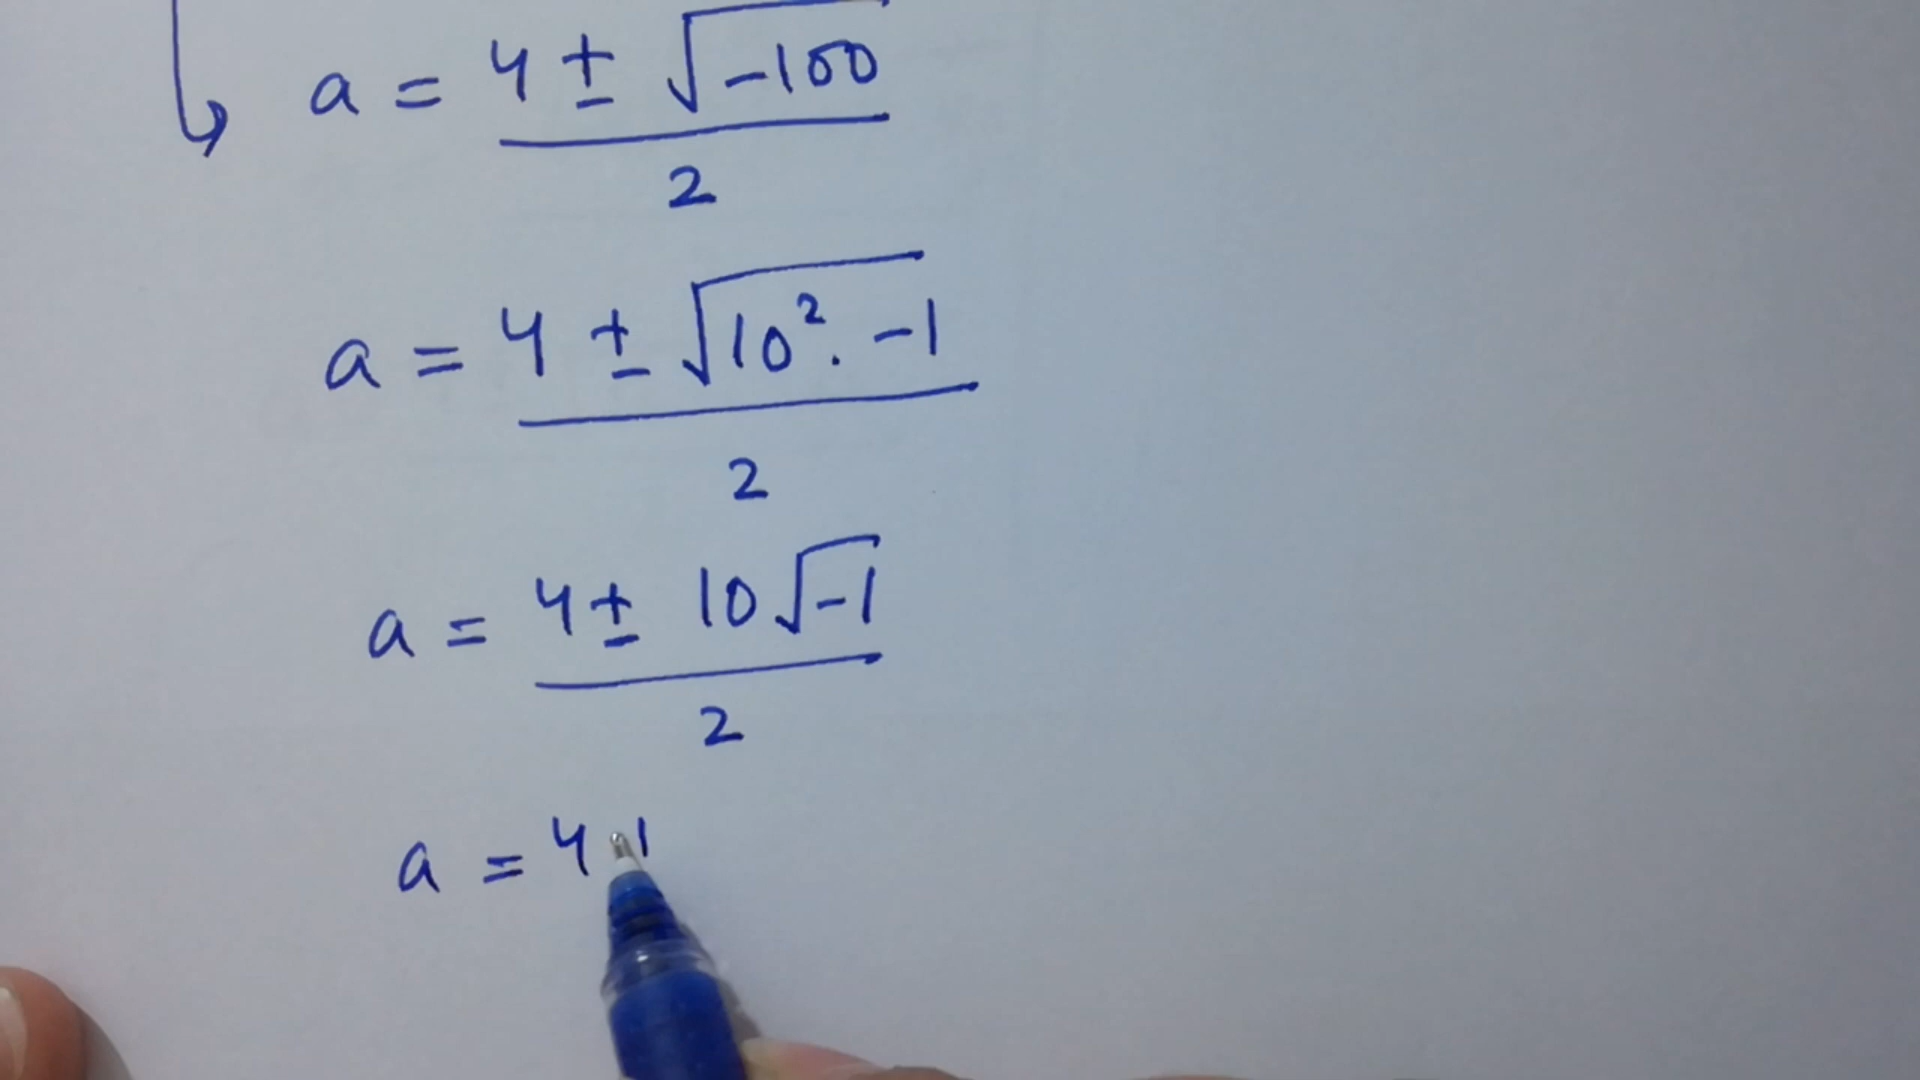 a = 4 ± √-100 / 2
a = 4 ± √10² . -1 / 2
a = 4 ± 10√-1 / 2
a = 4